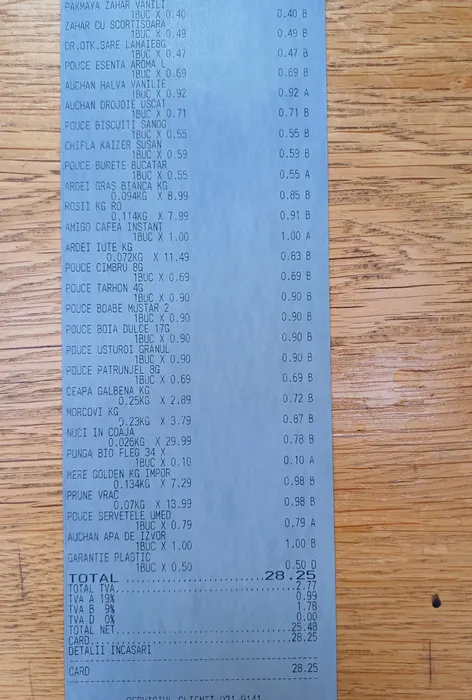 PAKMAYA ZAHAR VANILI
1BUC X 0.40 0.40 B
ZAHAR CU SCORTISOARA
1BUC X 0.49 0.49 B
DR.OTK.SARE LAMAIE8G
1BUC X 0.47 0.47 B
POUCE ESENTA AROMA L
1BUC X 0.69 0.69 B
AUCHAN HALVA VANILIE
1BUC X 0.92 0.92 A
AUCHAN DROJDIE USCAT
1BUC X 0.71 0.71 B
POUCE BISCUITI SANDG
1BUC X 0.55 0.55 B
CHIFLA KAIZER SUSAN
1BUC X 0.59 0.59 B
POUCE BURETE BUCATAR
1BUC X 0.55 0.55 A
ARDEI GRAS BIANCA KG
0.094KG X 8.99 0.85 B
ROSII KG RO
0.114KG X 7.99 0.91 B
AMIGO CAFEA INSTANT
1BUC X 1.00 1.00 A
ARDEI IUTE KG
0.072KG X 11.49 0.83 B
POUCE CIMBRU 8G
1BUC X 0.69 0.69 B
POUCE TARHON 4G
1BUC X 0.90 0.90 B
POUCE BOABE MUSTAR 2
1BUC X 0.90 0.90 B
POUCE BOIA DULCE 17G
1BUC X 0.90 0.90 B
POUCE USTUROI GRANUL
1BUC X 0.90 0.90 B
POUCE PATRUNJEL 8G
1BUC X 0.69 0.69 B
CEAPA GALBENA KG
0.25KG X 2.89 0.72 B
MORCOVI KG
0.23KG X 3.79 0.87 B
NUCI IN COAJA
0.026KG X 29.99 0.78 B
PUNGA BIO FLEG 34 X
1BUC X 0.10 0.10 A
MERE GOLDEN KG IMPOR
0.134KG X 7.29 0.98 B
PRUNE VRAC
0.07KG X 13.99 0.98 B
POUCE SERVETELE UMED
1BUC X 0.79 0.79 A
AUCHAN APA DE IZVOR
1BUC X 1.00 1.00 B
GARANTIE PLASTIC
1BUC X 0.50 0.50 D
TOTAL 28.25
TOTAL TVA 2.77
TVA A 19% 0.99
TVA B 9% 1.78
TVA D 0% 0.00
TOTAL NET 25.48
CARD 28.25
DETALII INCASARI
CARD 28.25
SERVICIUL CLIENTI 021.9141